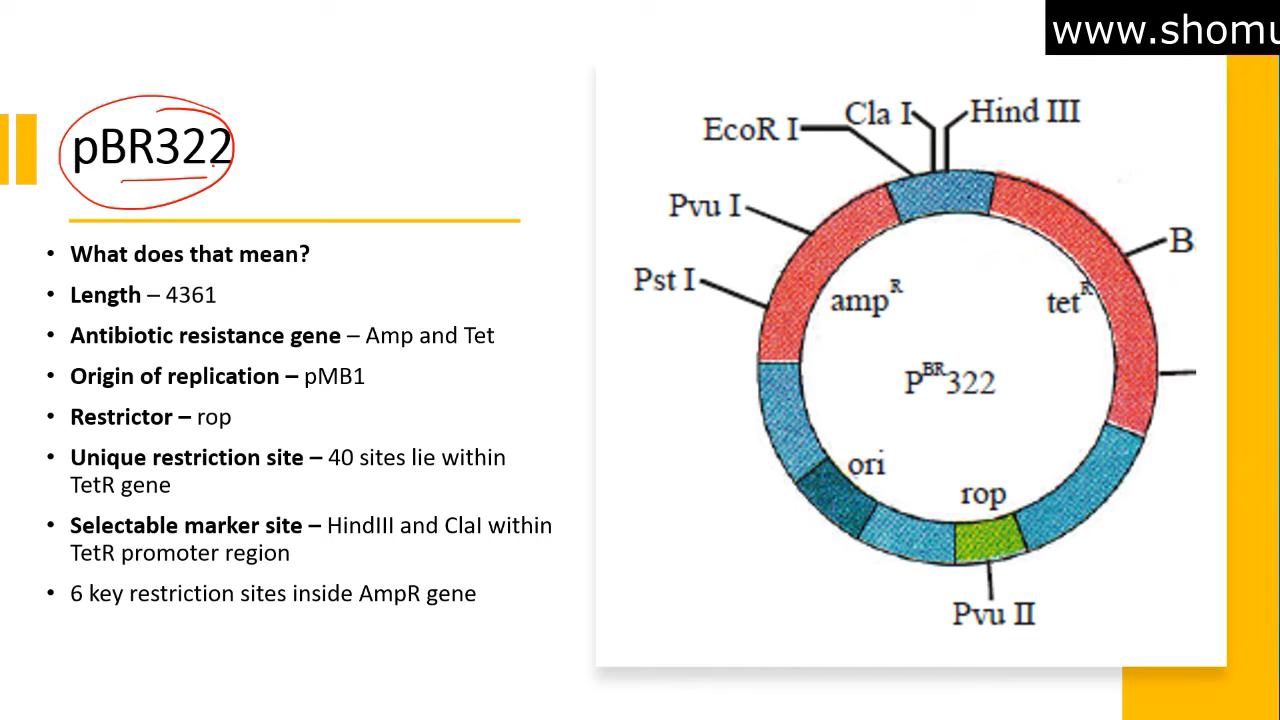 www.shomu
pBR322
• What does that mean?
• Length – 4361
• Antibiotic resistance gene – Amp and Tet
• Origin of replication – pMB1
• Restrictor – rop
• Unique restriction site – 40 sites lie within
TetR gene
• Selectable marker site – HindIII and ClaI within
TetR promoter region
• 6 key restriction sites inside AmpR gene
Cla I
Hind III
EcoR I
Pvu I
B
Pst I
amp R
tet R
P BR 322
ori
rop
Pvu II